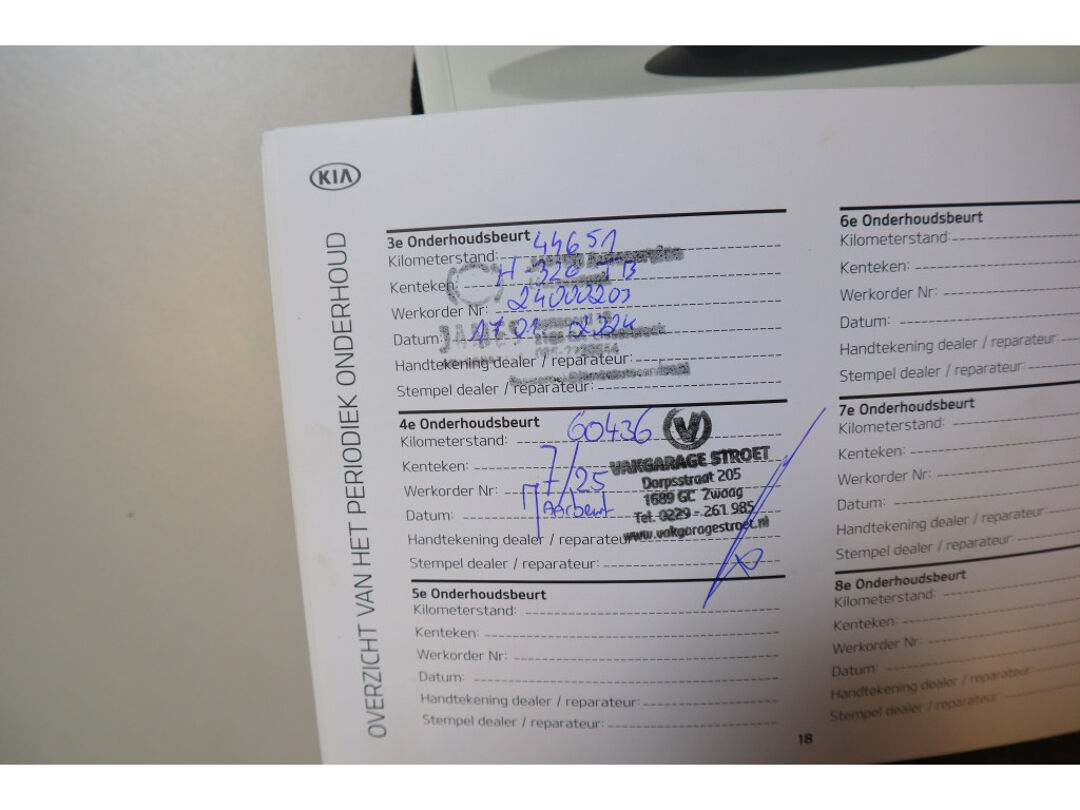 KIA
OVERZICHT VAN HET PERIODIEK ONDERHOUD
3e Onderhoudsbeurt
Kilometerstand: 44651
Kenteken: H-320-TB
Werkorder Nr:
Datum: 17 01
Handtekening dealer / reparateur:
Stempel dealer / reparateur:
4e Onderhoudsbeurt
Kilometerstand: 60436
Kenteken:
Werkorder Nr: 7/25
Datum:
Handtekening dealer / reparateur:
Stempel dealer / reparateur:
VAKGARAGE STROET
Dorpsstraat 205
1689 GC Zwaag
Tel. 0229 - 261 985
www.vakgaragestroet.nl
5e Onderhoudsbeurt
Kilometerstand:
Kenteken:
Werkorder Nr:
Datum:
Handtekening dealer / reparateur:
Stempel dealer / reparateur:
6e Onderhoudsbeurt
Kilometerstand:
Kenteken:
Werkorder Nr:
Datum:
Handtekening dealer / reparateur:
Stempel dealer / reparateur:
7e Onderhoudsbeurt
Kilometerstand:
Kenteken:
Werkorder Nr:
Datum:
Handtekening dealer / reparateur:
Stempel dealer / reparateur:
8e Onderhoudsbeurt
Kilometerstand:
Kenteken:
Werkorder Nr:
Datum:
Handtekening dealer / reparateur:
Stempel dealer / reparateur:
18